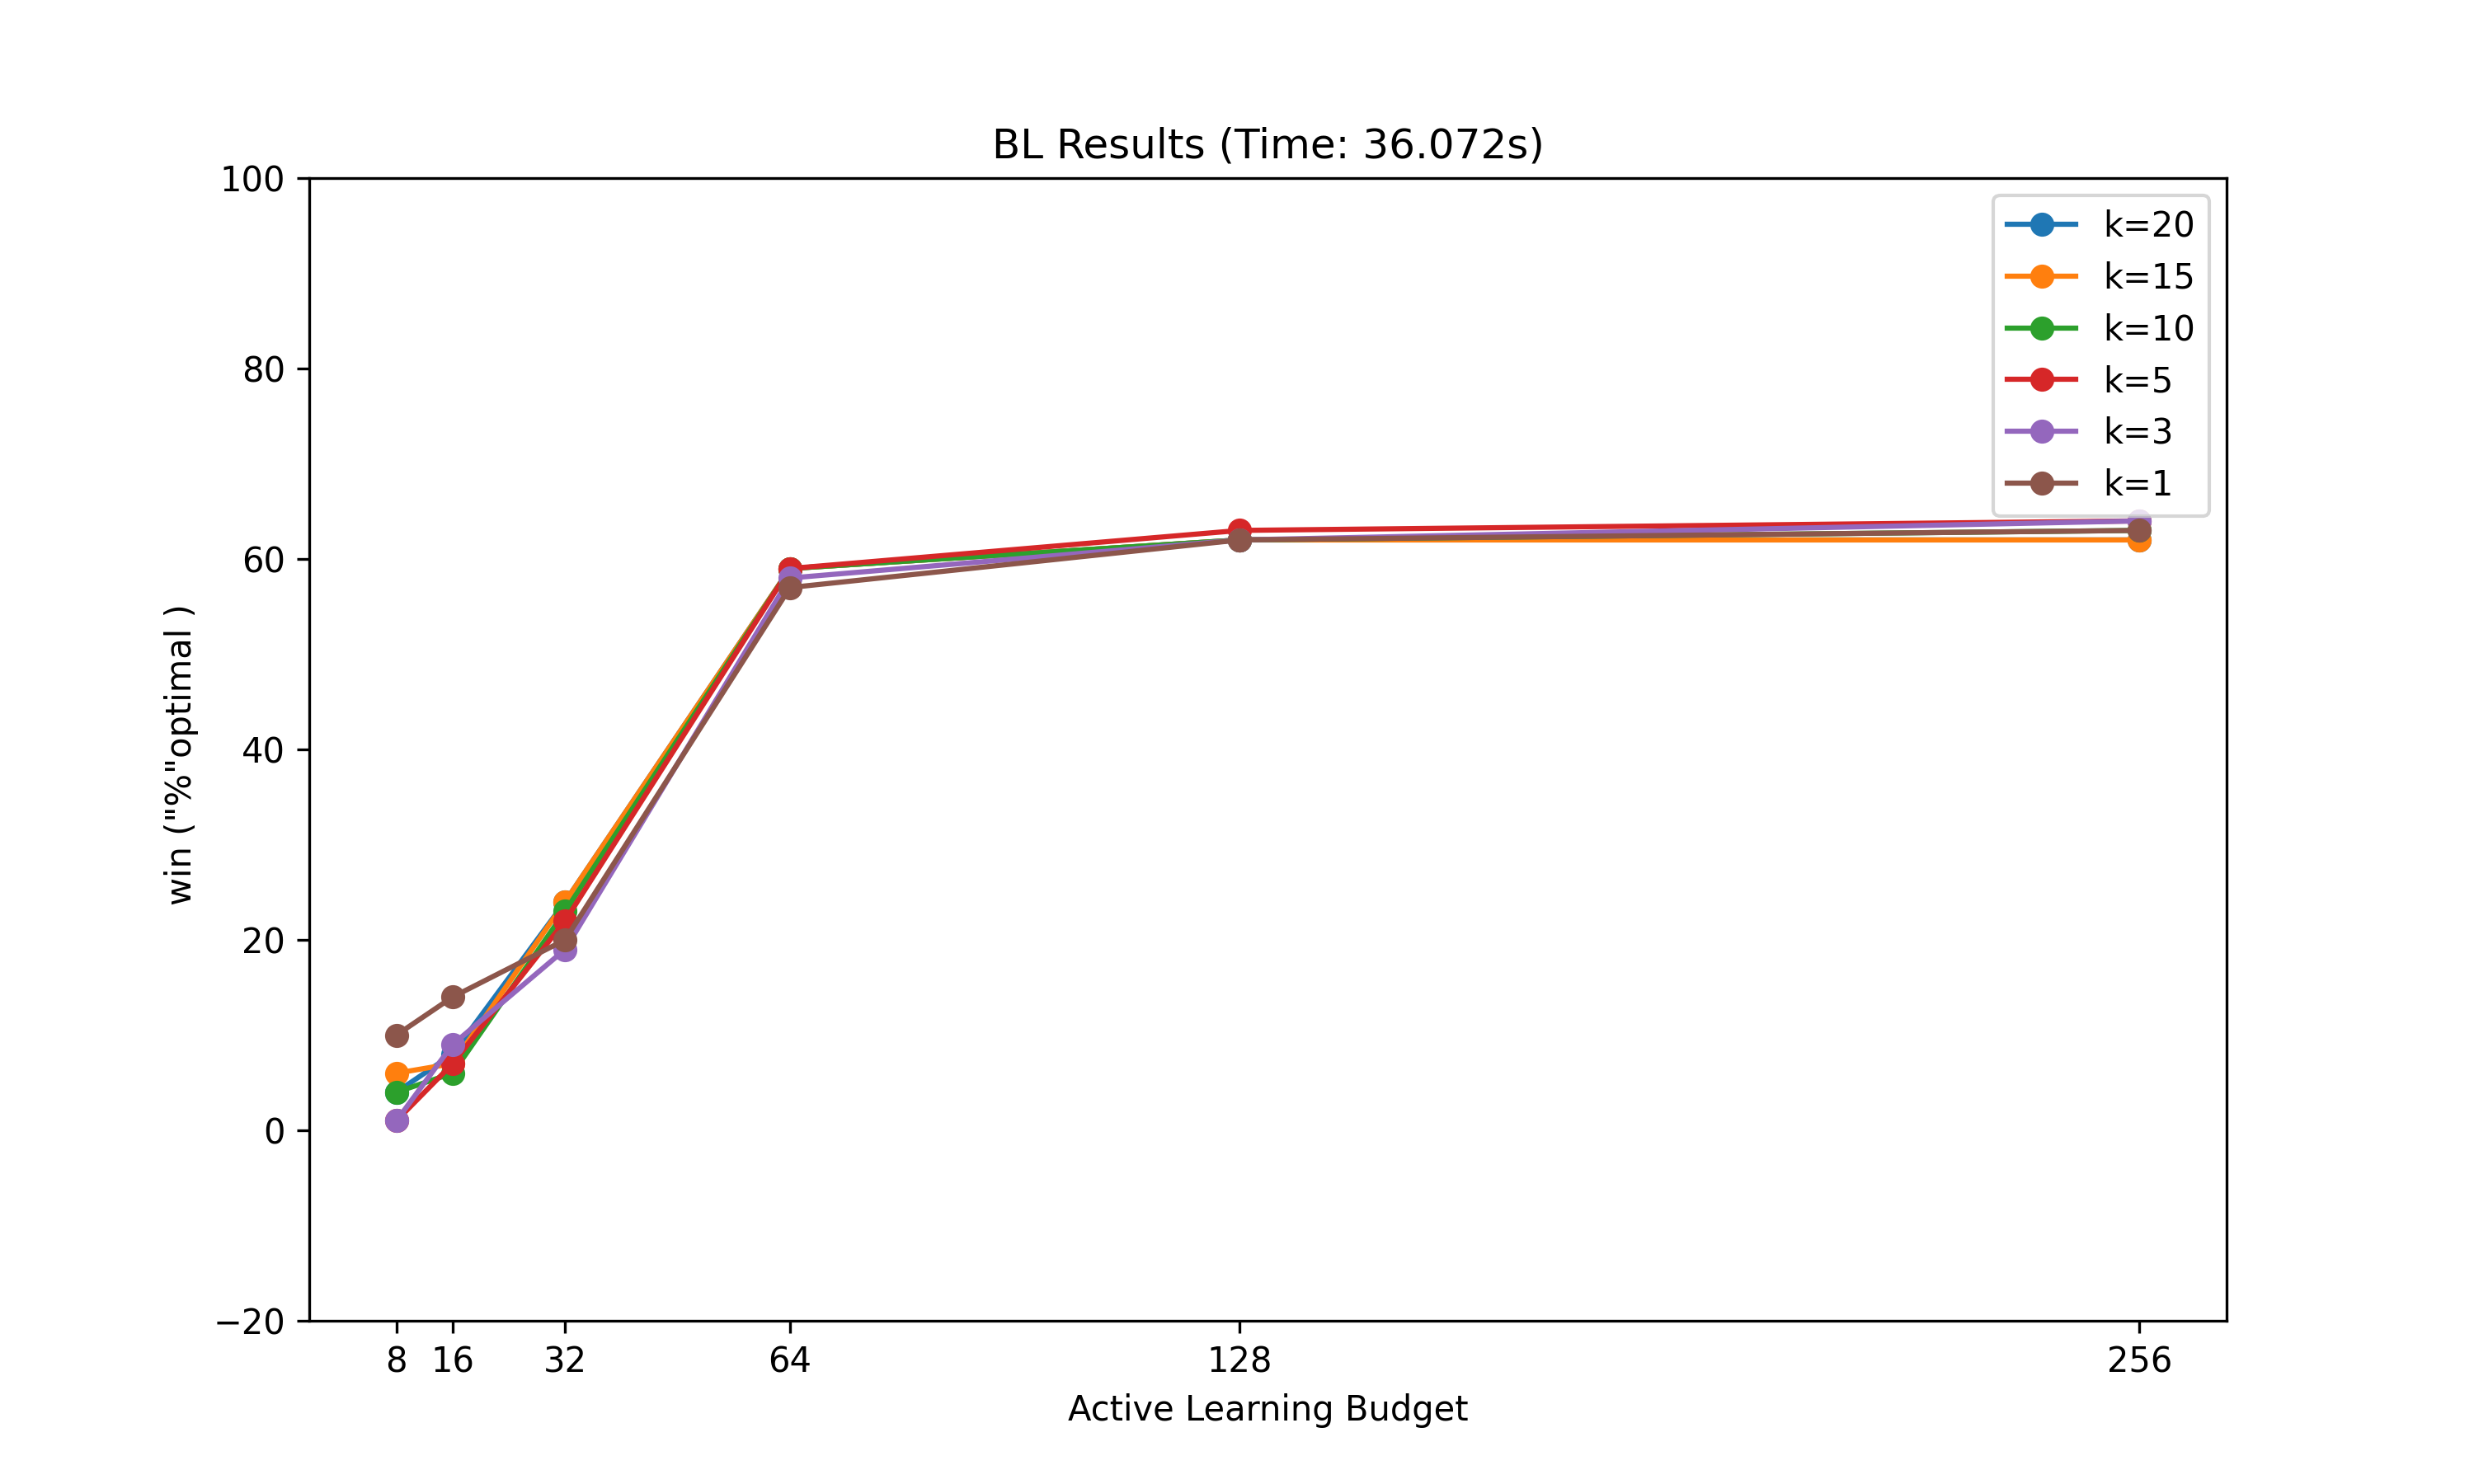 BL Results (Time: 36.072s)
100
80
60
40
20
0
−20
win ("%"optimal )
k=20
k=15
k=10
k=5
k=3
k=1
8 16 32 64 128 256
Active Learning Budget